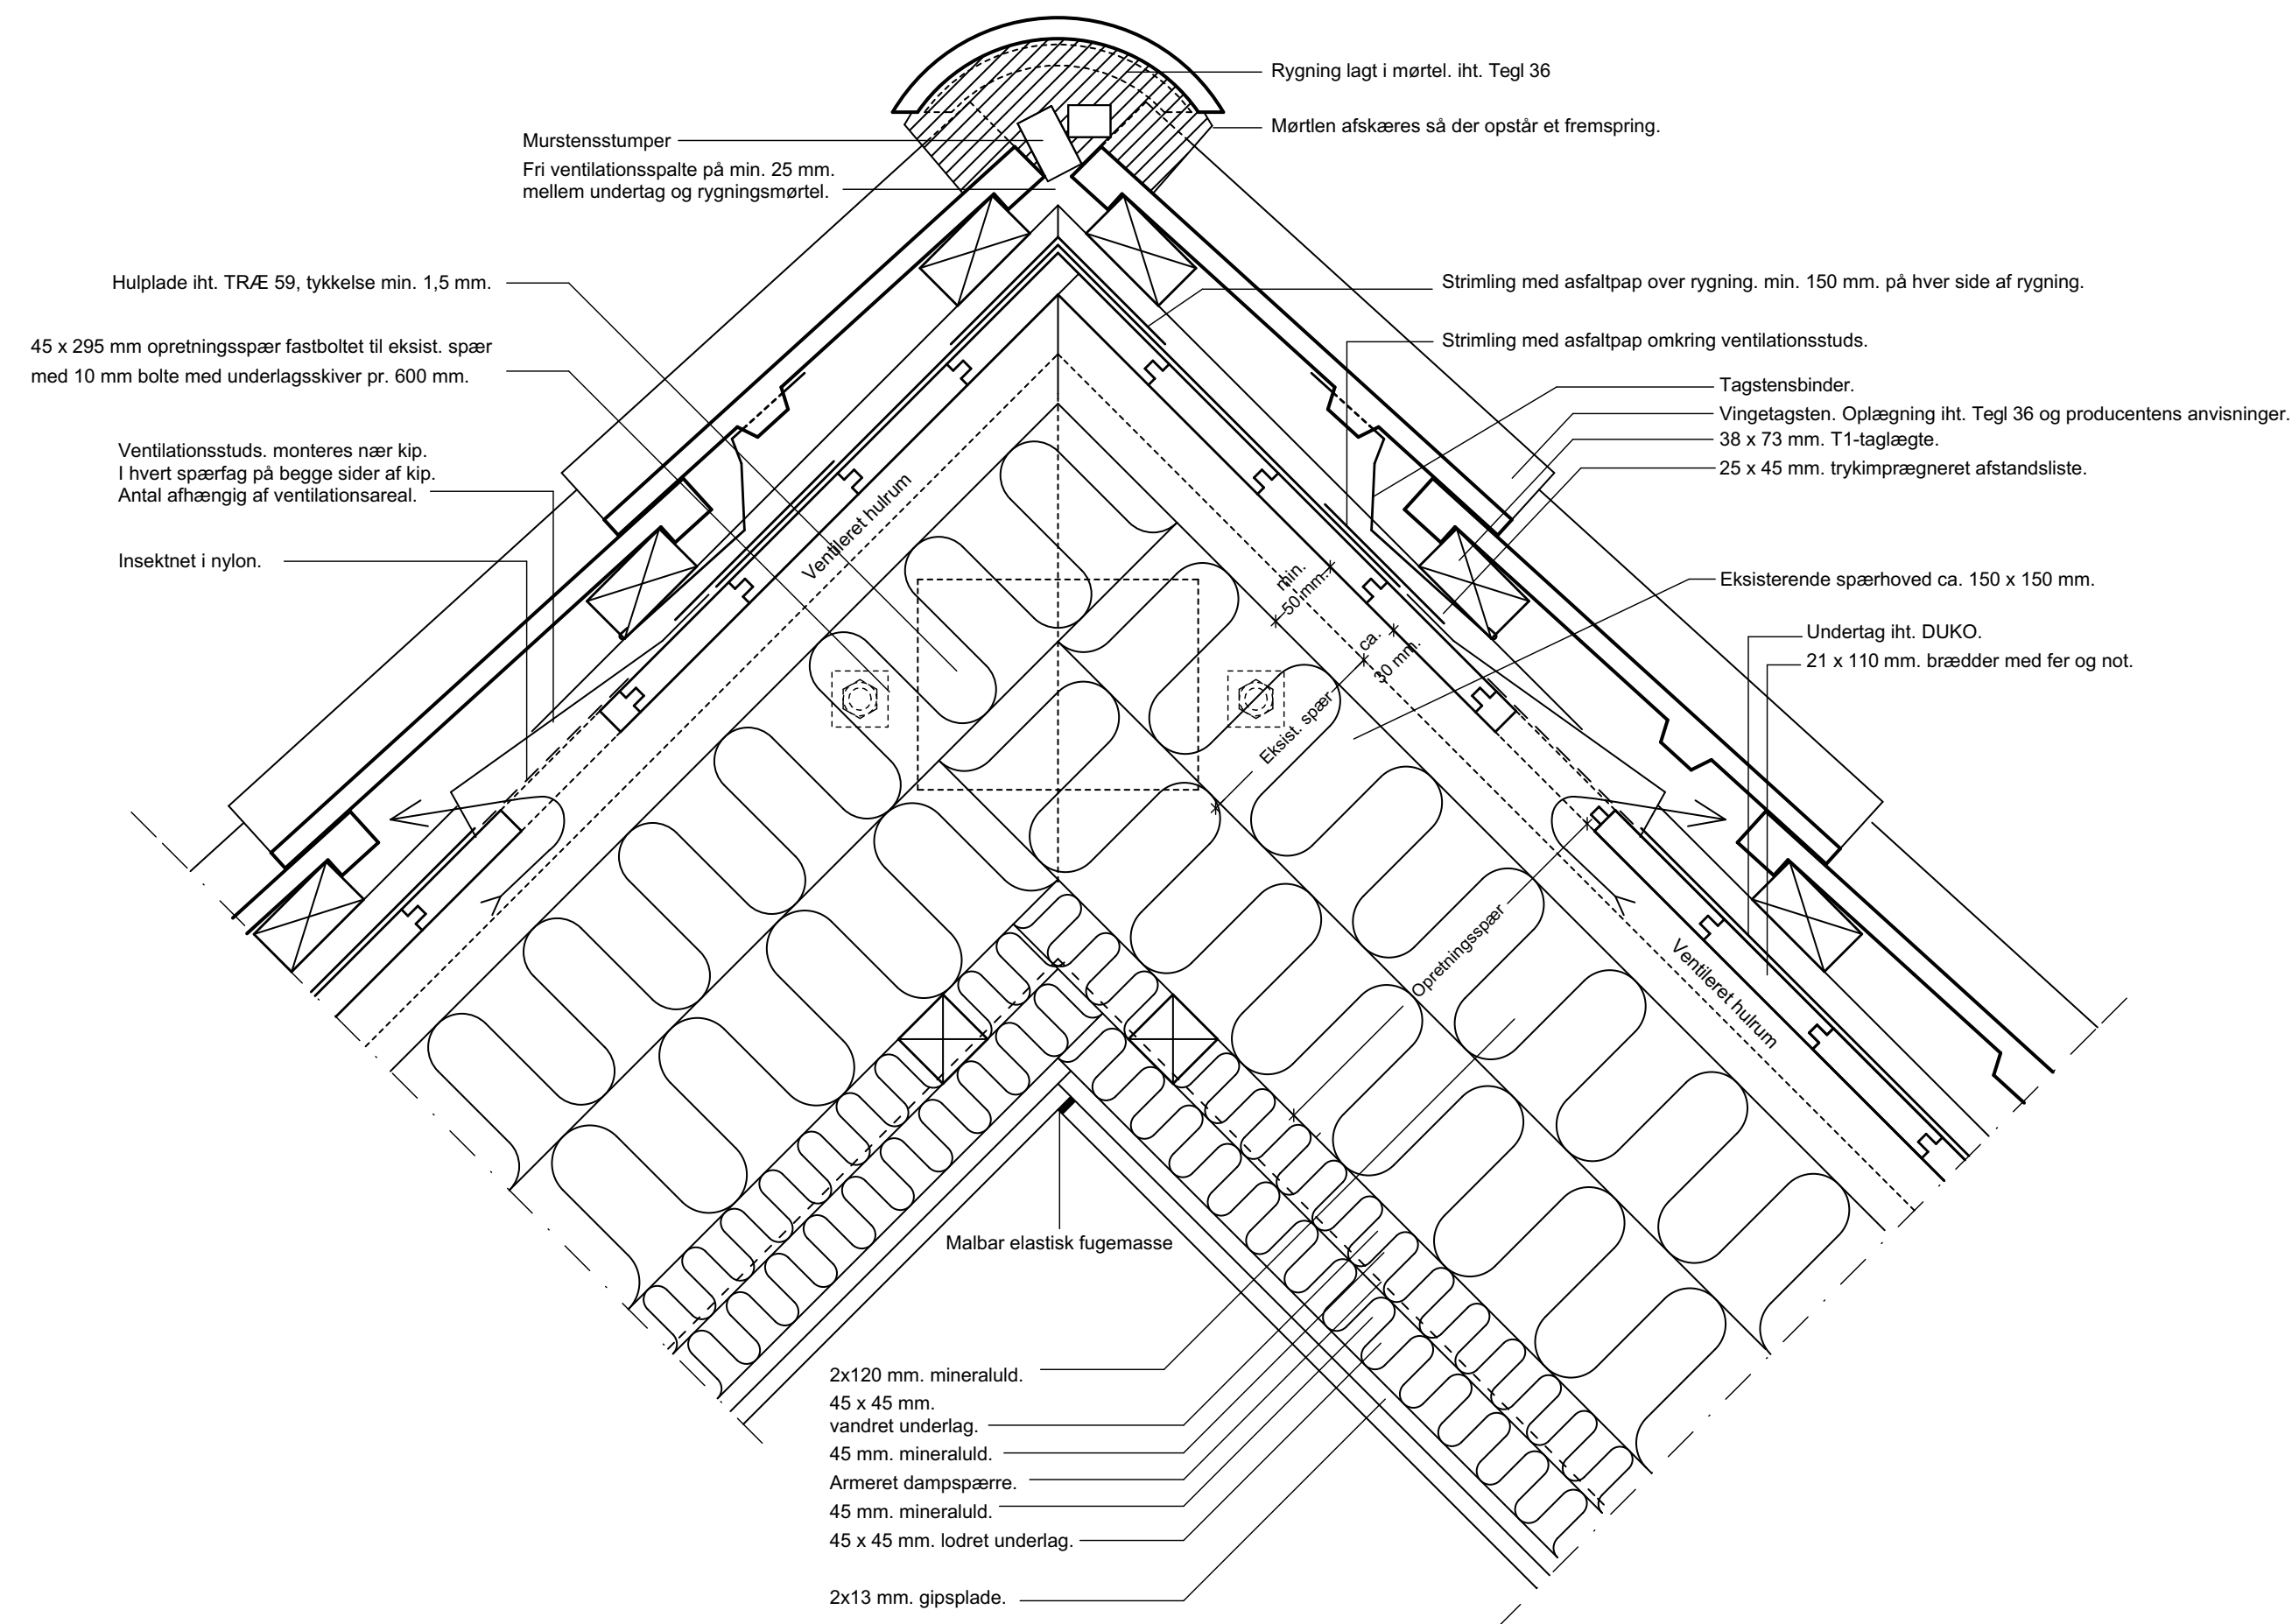 Rygning lagt i mørtel. iht. Tegl 36
Mørtlen afskæres så der opstår et fremspring.
Murstensstumper
Fri ventilationsspalte på min. 25 mm.
mellem undertag og rygningsmørtel.
Hulplade iht. TRÆ 59, tykkelse min. 1,5 mm.
45 x 295 mm opretningsspær fastboltet til eksist. spær
med 10 mm bolte med underlagsskiver pr. 600 mm.
Ventilationsstuds. monteres nær kip.
I hvert spærfag på begge sider af kip.
Antal afhængig af ventilationsareal.
Insektnet i nylon.
Strimling med asfaltpap over rygning. min. 150 mm. på hver side af rygning.
Strimling med asfaltpap omkring ventilationsstuds.
Tagstensbinder.
Vingetagsten. Oplægning iht. Tegl 36 og producentens anvisninger.
38 x 73 mm. T1-taglægte.
25 x 45 mm. trykimprægneret afstandsliste.
Eksisterende spærhoved ca. 150 x 150 mm.
Undertag iht. DUKO.
21 x 110 mm. brædder med fer og not.
Ventileret hulrum
min.
50 mm.
ca.
30 mm.
Eksist. spær
Opretningsspær
Ventileret hulrum
Malbar elastisk fugemasse
2x120 mm. mineraluld.
45 x 45 mm.
vandret underlag.
45 mm. mineraluld.
Armeret dampspærre.
45 mm. mineraluld.
45 x 45 mm. lodret underlag.
2x13 mm. gipsplade.